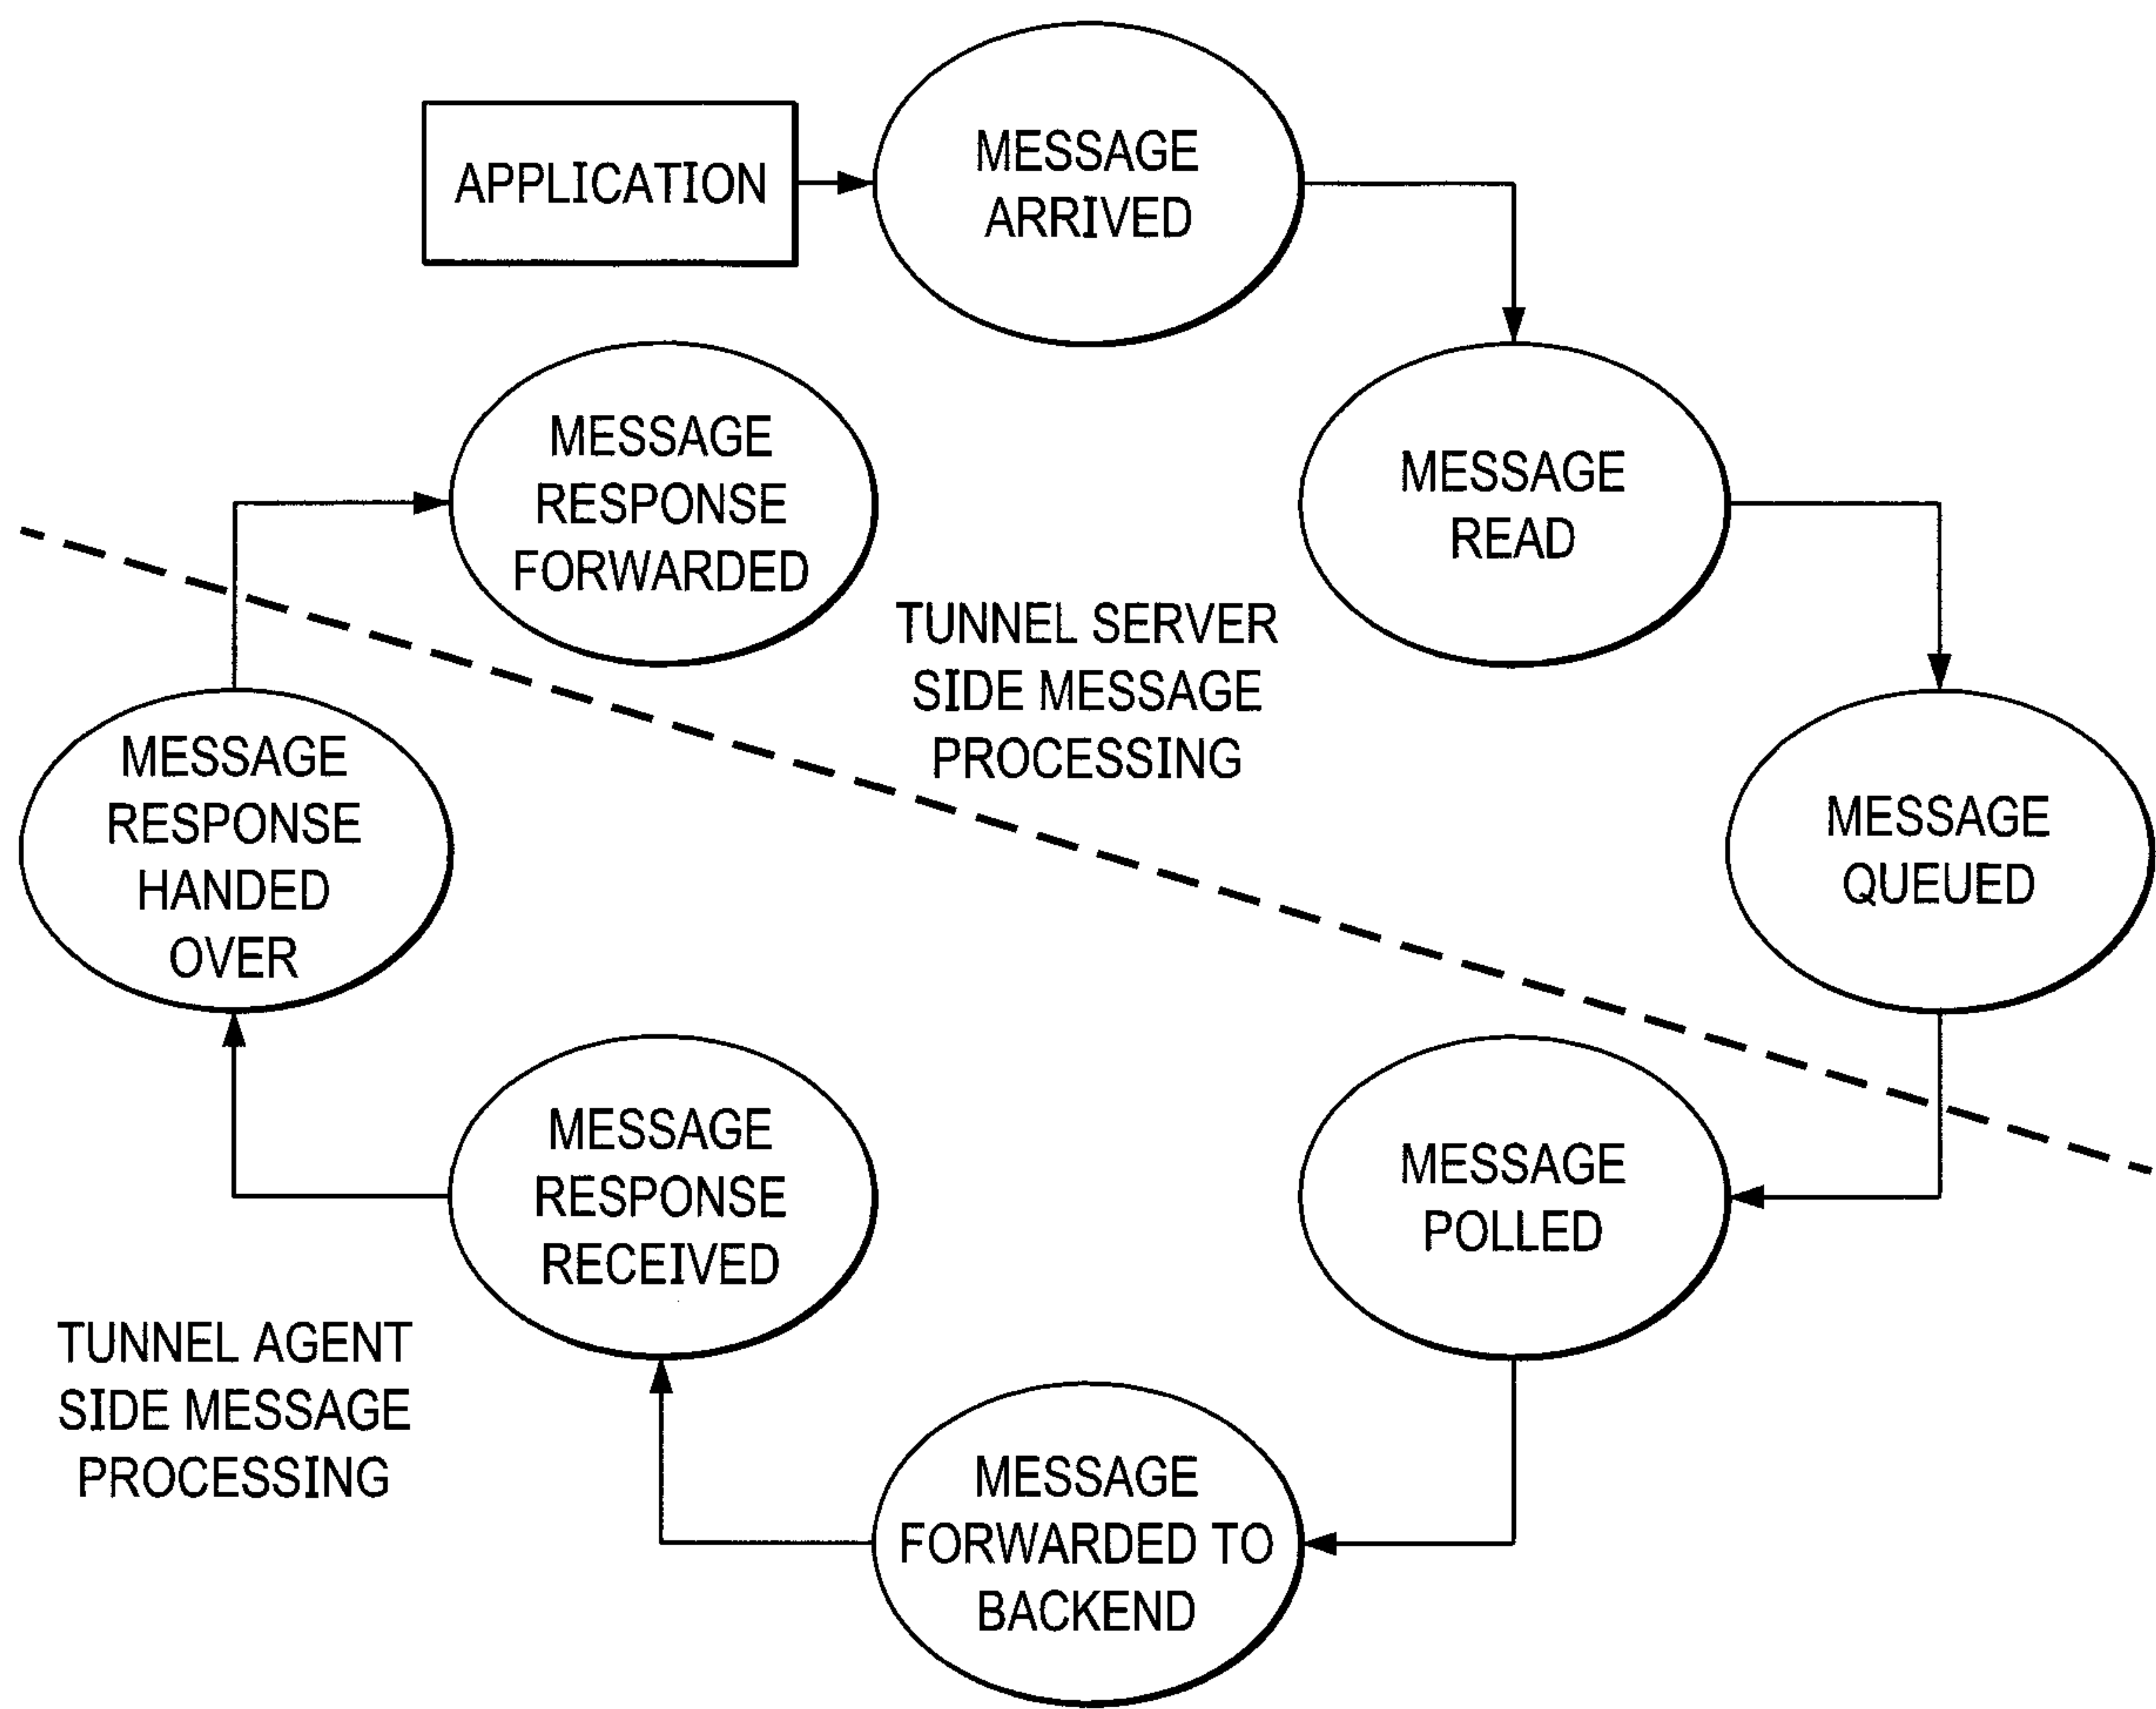 APPLICATION
MESSAGE
ARRIVED
MESSAGE
RESPONSE
FORWARDED
MESSAGE
READ
TUNNEL SERVER
SIDE MESSAGE
PROCESSING
MESSAGE
RESPONSE
HANDED
OVER
MESSAGE
QUEUED
MESSAGE
RESPONSE
RECEIVED
MESSAGE
POLLED
TUNNEL AGENT
SIDE MESSAGE
PROCESSING
MESSAGE
FORWARDED TO
BACKEND